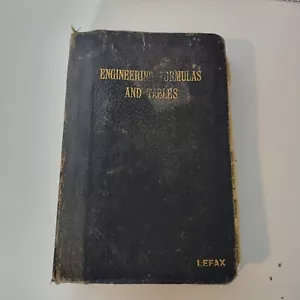 ENGINEERING FORMULAS
AND TABLES
LEFAX